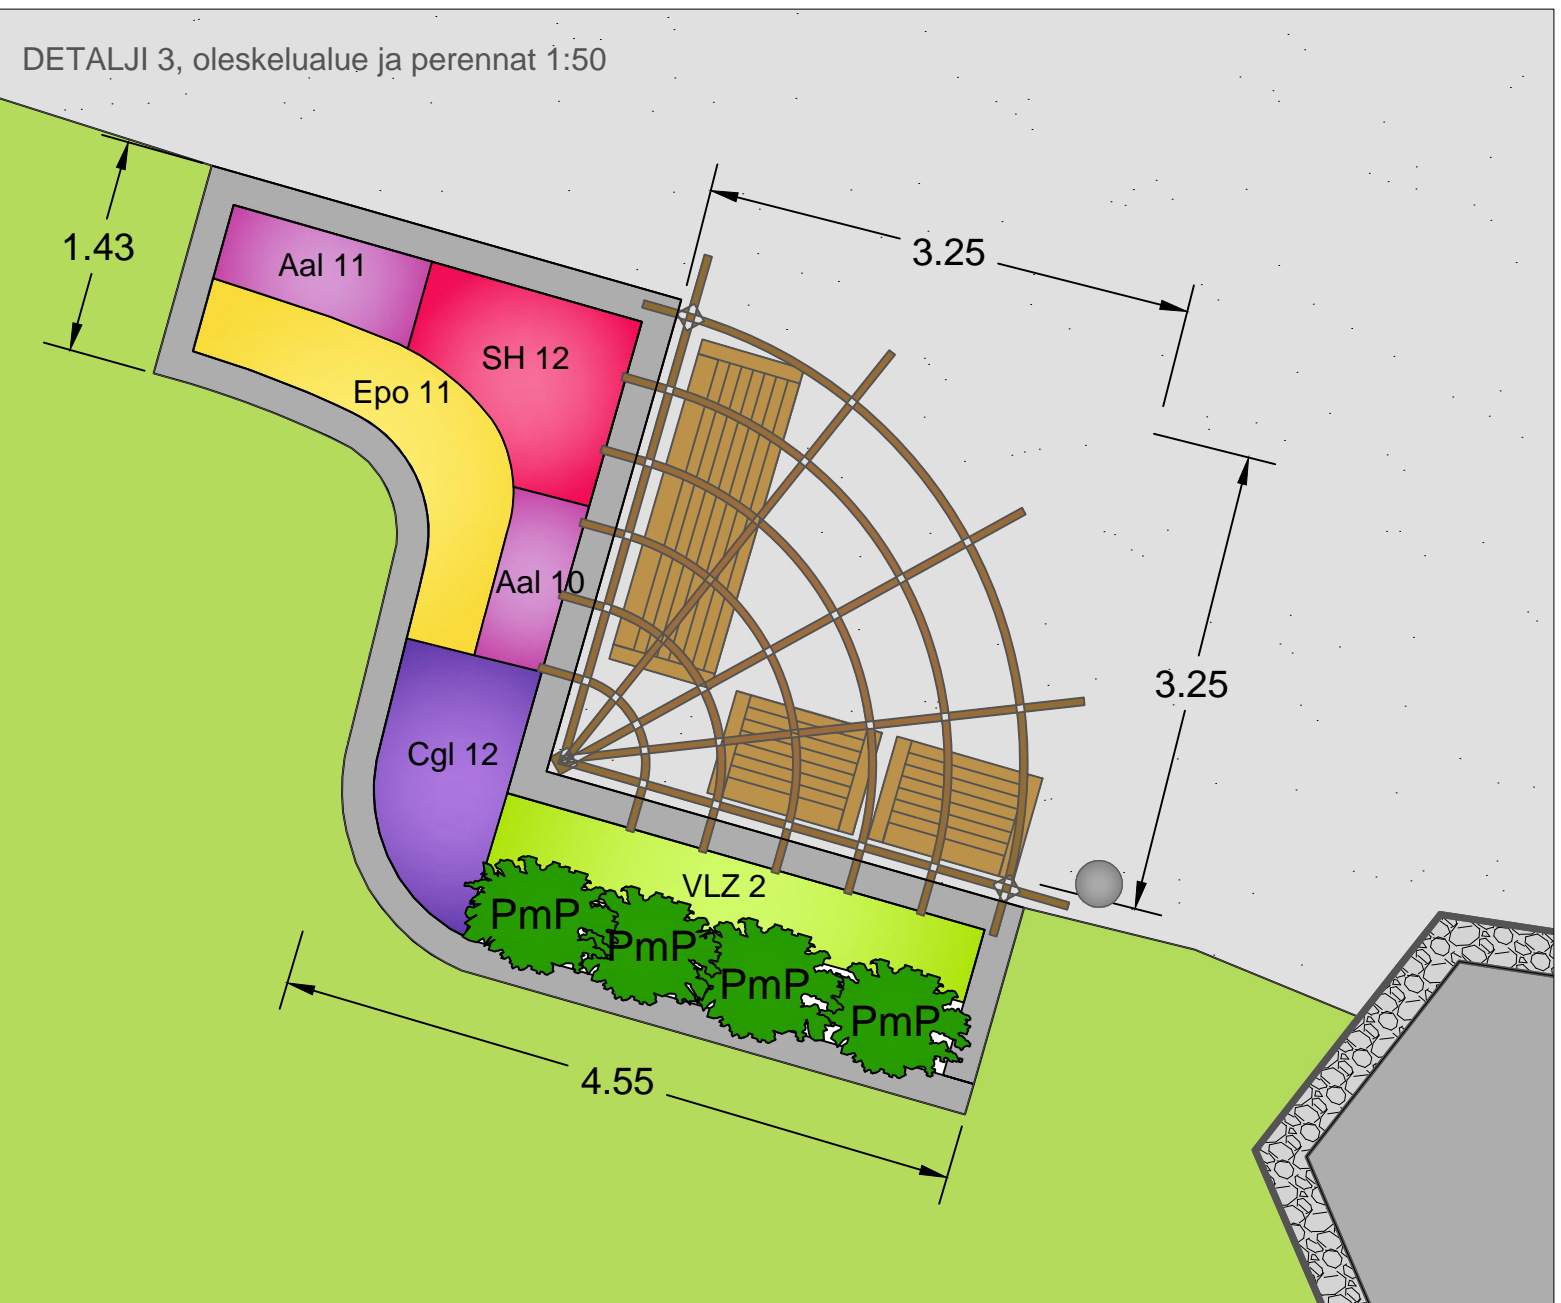 DETALJI 3, oleskelualue ja perennat 1:50
1.43
3.25
Aal 11
SH 12
Epo 11
Aal 10
3.25
Cgl 12
VLZ 2
PmP
PmP
PmP
PmP
4.55